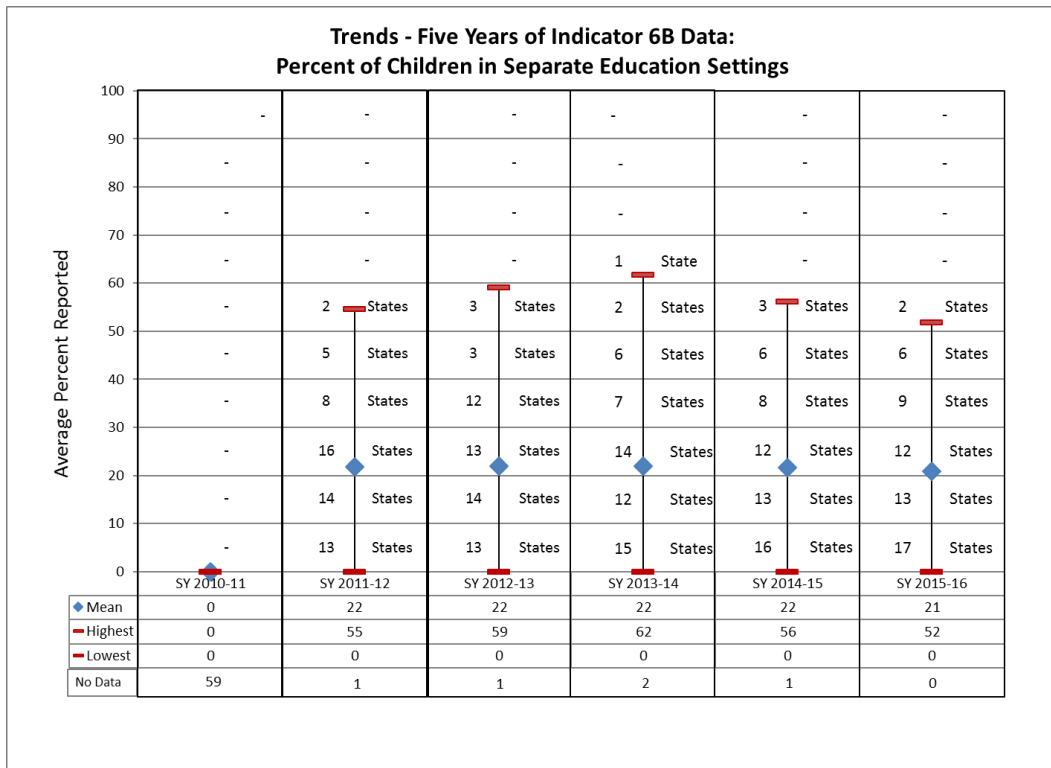 Trends - Five Years of Indicator 6B Data:
Percent of Children in Separate Education Settings
Average Percent Reported
100
- - - - - -
90
- - - - - -
80
- - - - - -
70
- - - 1 State - -
60
- 2 States 3 States 2 States 3 States 2 States
50
- 5 States 3 States 6 States 6 States 6 States
40
- 8 States 12 States 7 States 8 States 9 States
30
- 16 States 13 States 14 States 12 States 12 States
20
- 14 States 14 States 12 States 13 States 13 States
10
- 13 States 13 States 15 States 16 States 17 States
0
SY 2010-11 SY 2011-12 SY 2012-13 SY 2013-14 SY 2014-15 SY 2015-16
Mean 0 22 22 22 22 21
Highest 0 55 59 62 56 52
Lowest 0 0 0 0 0 0
No Data 59 1 1 2 1 0